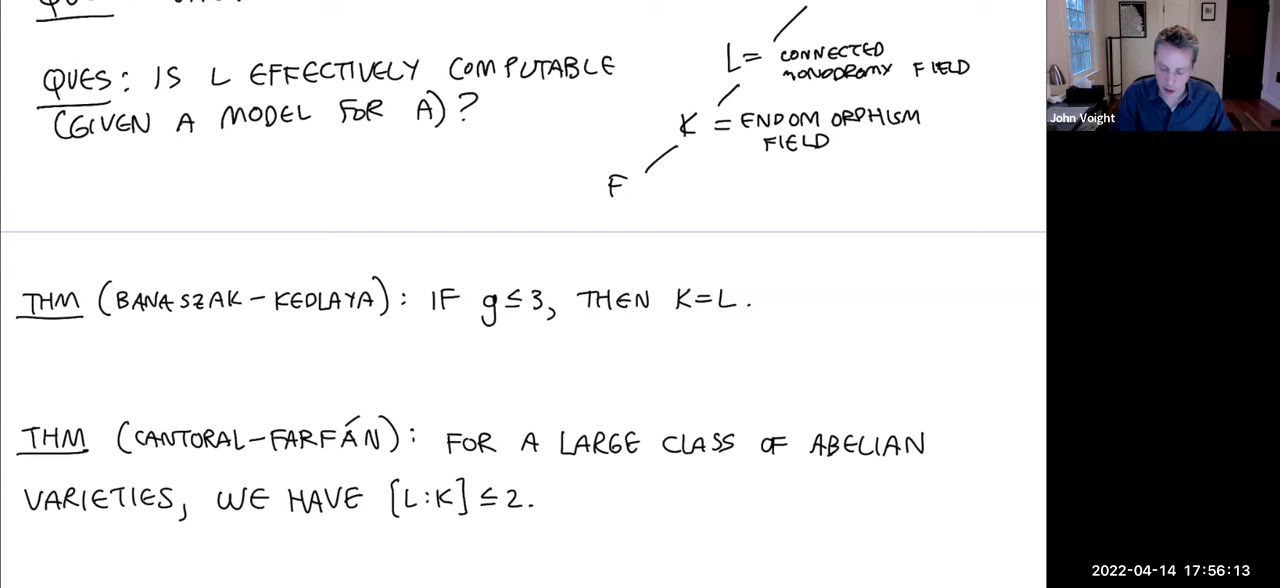 QUES: IS L EFFECTIVELY COMPUTABLE
(GIVEN A MODEL FOR A)?
L = CONNECTED
MONODROMY FIELD
K = ENDOMORPHISM
FIELD
F
THM (BANASZAK-KEDLAYA): IF g ≤ 3, THEN K=L.
THM (CANTORAL-FARFÁN): FOR A LARGE CLASS OF ABELIAN
VARIETIES, WE HAVE [L:K] ≤ 2.
John Voight
2022-04-14 17:56:13